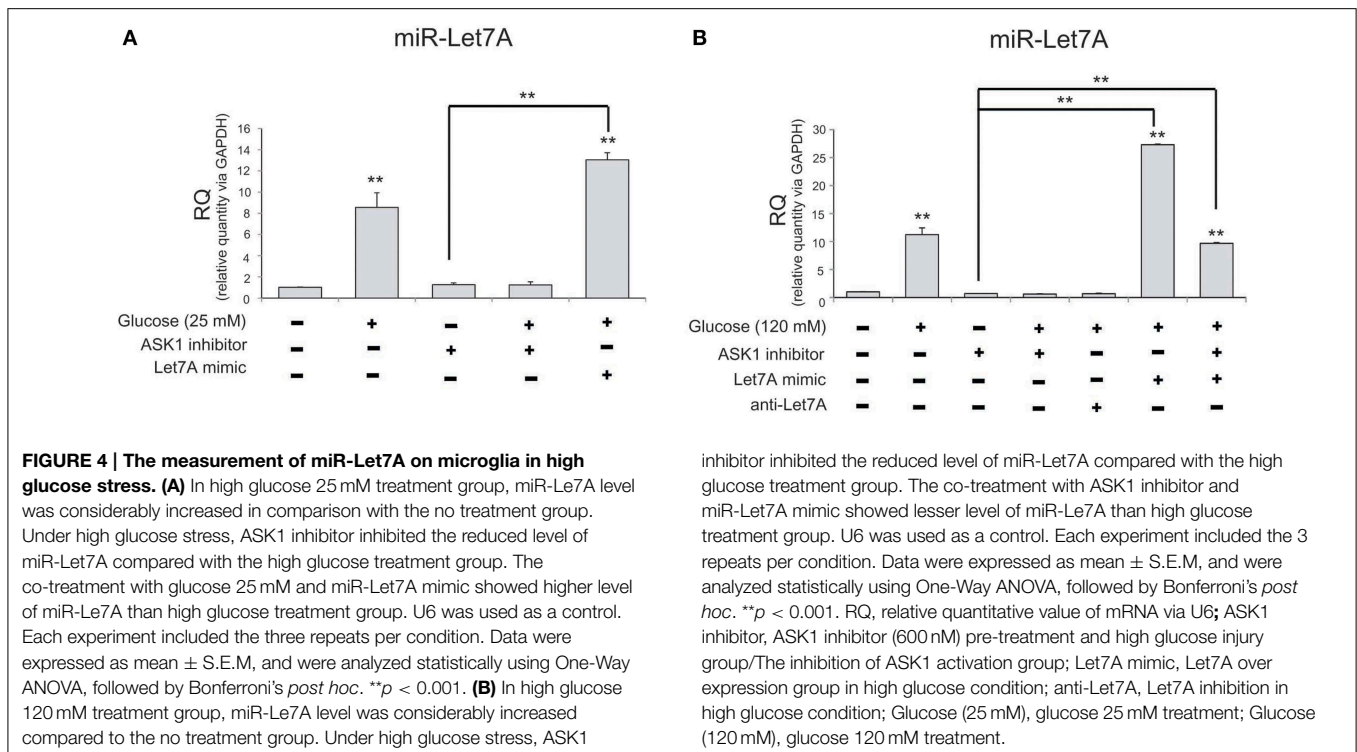 A
miR-Let7A
**
16
14
12
10
8
6
4
2
0
RQ
(relative quantity via GAPDH)
**
**
Glucose (25 mM) – + – + +
ASK1 inhibitor – – + + –
Let7A mimic – – – – +
B
miR-Let7A
**
**
30
25
20
15
10
5
0
RQ
(relative quantity via GAPDH)
**
**
**
Glucose (120 mM) – + – + + + +
ASK1 inhibitor – – + + – – +
Let7A mimic – – – – – + +
anti-Let7A – – – – + – –
FIGURE 4 | The measurement of miR-Let7A on microglia in high
glucose stress. (A) In high glucose 25 mM treatment group, miR-Le7A level
was considerably increased in comparison with the no treatment group.
Under high glucose stress, ASK1 inhibitor inhibited the reduced level of
miR-Let7A compared with the high glucose treatment group. The
co-treatment with glucose 25 mM and miR-Let7A mimic showed higher level
of miR-Le7A than high glucose treatment group. U6 was used as a control.
Each experiment included the three repeats per condition. Data were
expressed as mean ± S.E.M, and were analyzed statistically using One-Way
ANOVA, followed by Bonferroni's post hoc. **p < 0.001. (B) In high glucose
120 mM treatment group, miR-Le7A level was considerably increased
compared to the no treatment group. Under high glucose stress, ASK1
inhibitor inhibited the reduced level of miR-Let7A compared with the high
glucose treatment group. The co-treatment with ASK1 inhibitor and
miR-Let7A mimic showed lesser level of miR-Le7A than high glucose
treatment group. U6 was used as a control. Each experiment included the 3
repeats per condition. Data were expressed as mean ± S.E.M, and were
analyzed statistically using One-Way ANOVA, followed by Bonferroni's post
hoc. **p < 0.001. RQ, relative quantitative value of mRNA via U6; ASK1
inhibitor, ASK1 inhibitor (600 nM) pre-treatment and high glucose injury
group/The inhibition of ASK1 activation group; Let7A mimic, Let7A over
expression group in high glucose condition; anti-Let7A, Let7A inhibition in
high glucose condition; Glucose (25 mM), glucose 25 mM treatment; Glucose
(120 mM), glucose 120 mM treatment.